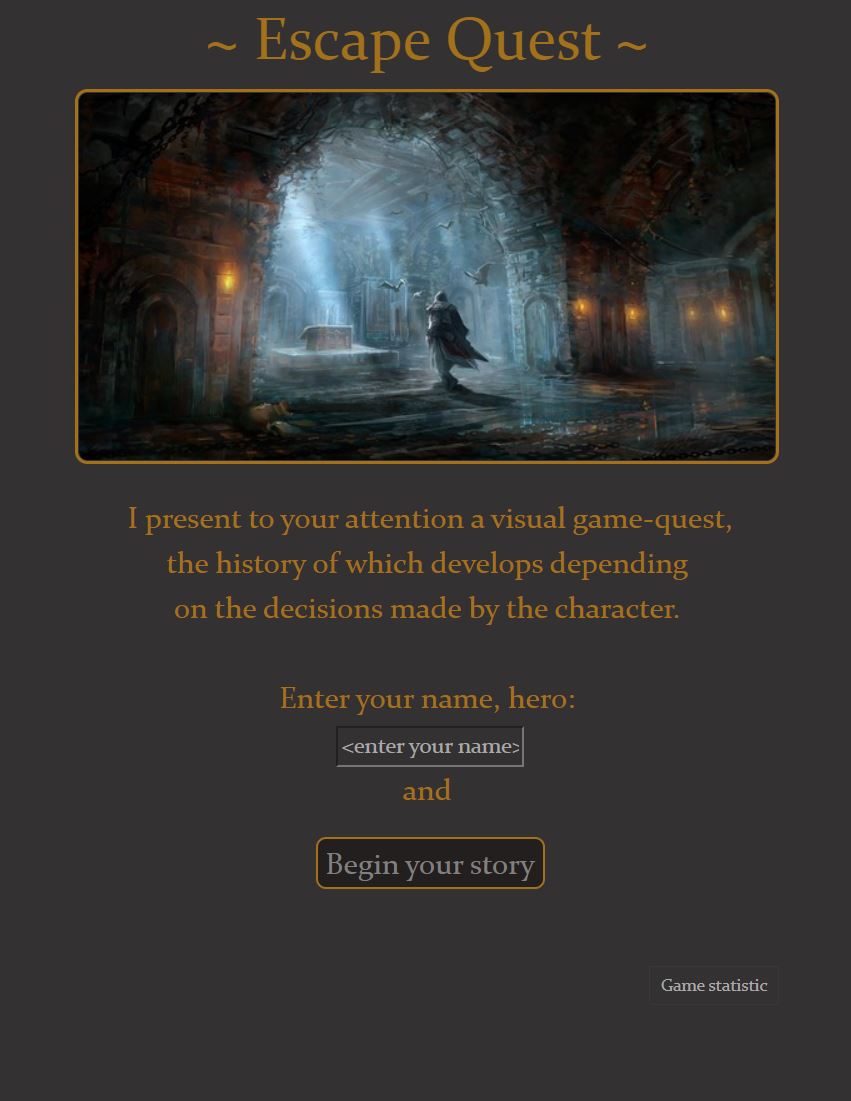 ~ Escape Quest ~
I present to your attention a visual game-quest,
the history of which develops depending
on the decisions made by the character.
Enter your name, hero:
<enter your name>
and
Begin your story
Game statistic